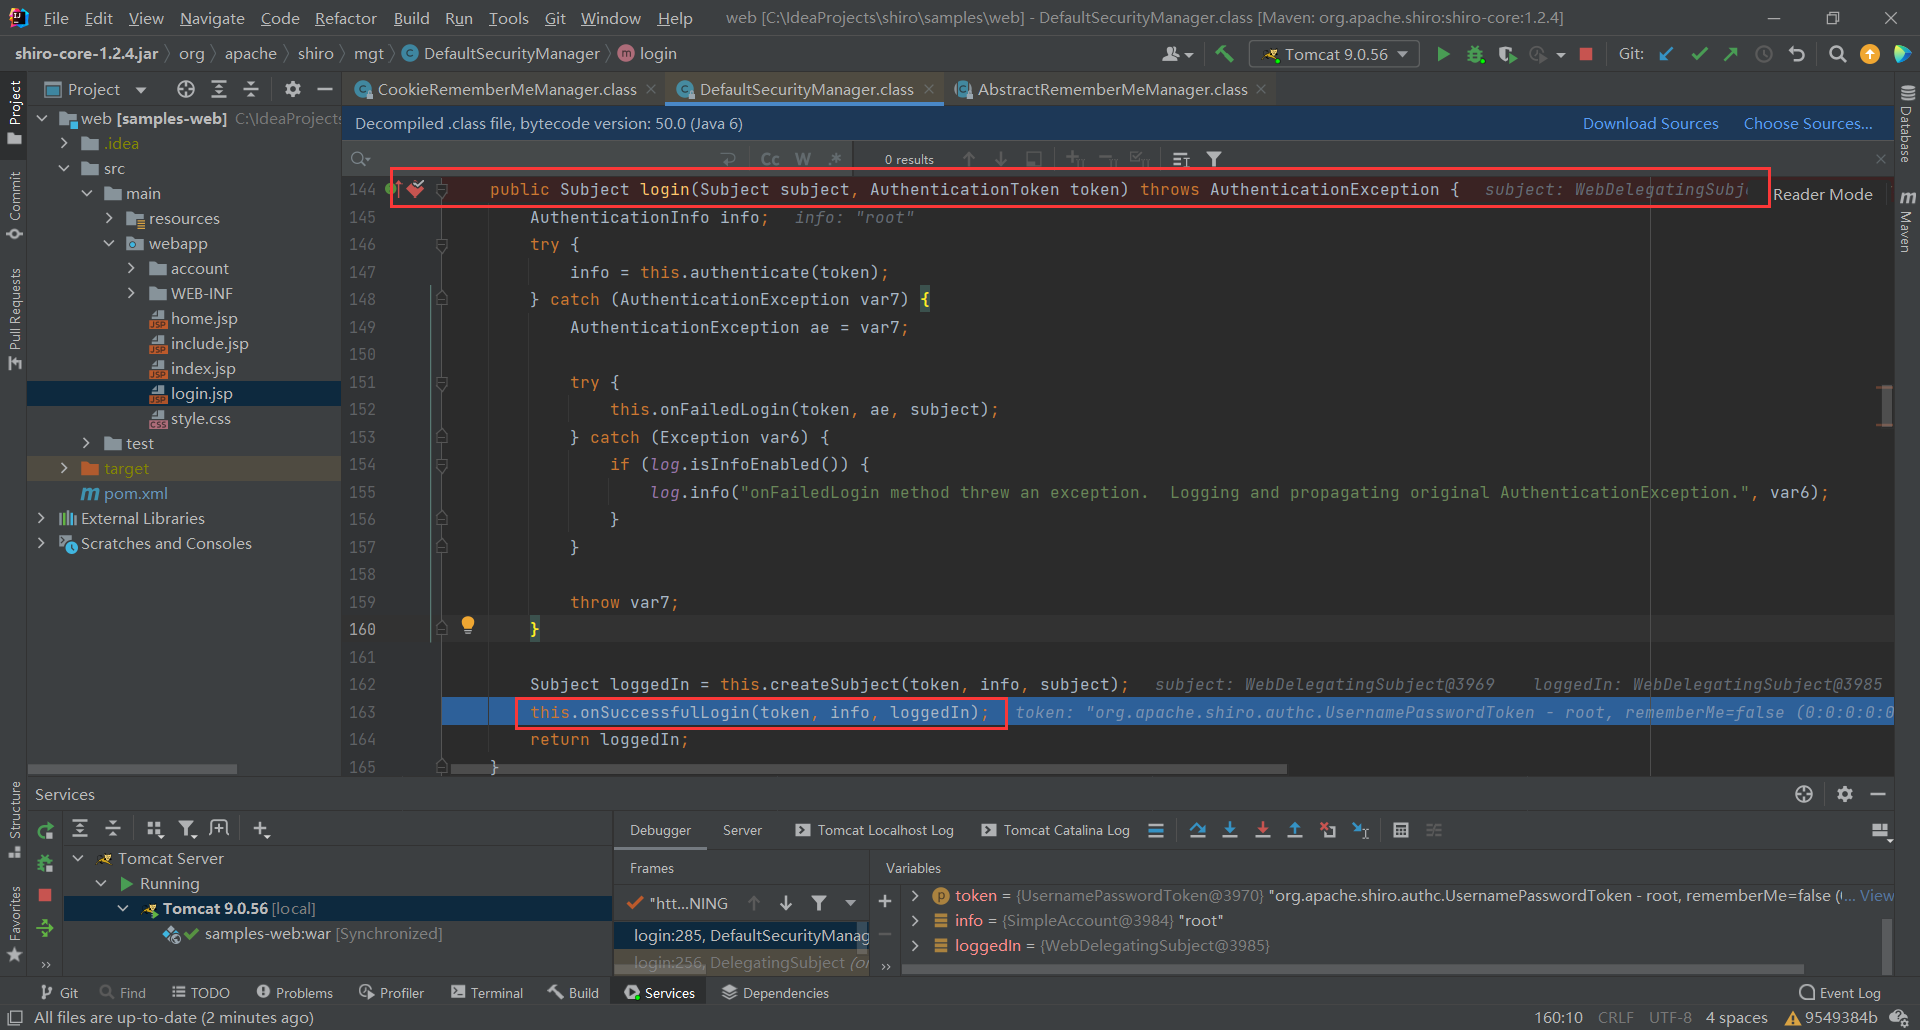 File Edit View Navigate Code Refactor Build Run Tools Git Window Help web [C:\IdeaProjects\shiro\samples\web] - DefaultSecurityManager.class [Maven: org.apache.shiro:shiro-core:1.2.4]
shiro-core-1.2.4.jar org apache shiro mgt DefaultSecurityManager login Tomcat 9.0.56 Git:
Project CookieRememberMeManager.class DefaultSecurityManager.class AbstractRememberMeManager.class
web [samples-web] C:\IdeaProjects
.idea
src
main
resources
webapp
account
WEB-INF
home.jsp
include.jsp
index.jsp
login.jsp
style.css
test
target
pom.xml
External Libraries
Scratches and Consoles
Decompiled .class file, bytecode version: 50.0 (Java 6) Download Sources Choose Sources...
Cc W .* 0 results
Reader Mode
144 public Subject login(Subject subject, AuthenticationToken token) throws AuthenticationException { subject: WebDelegatingSubj
145 AuthenticationInfo info; info: "root"
146 try {
147 info = this.authenticate(token);
148 } catch (AuthenticationException var7) {
149 AuthenticationException ae = var7;
150
151 try {
152 this.onFailedLogin(token, ae, subject);
153 } catch (Exception var6) {
154 if (log.isInfoEnabled()) {
155 log.info("onFailedLogin method threw an exception.  Logging and propagating original AuthenticationException.", var6);
156 }
157 }
158
159 throw var7;
160 }
161
162 Subject loggedIn = this.createSubject(token, info, subject); subject: WebDelegatingSubject@3969 loggedIn: WebDelegatingSubject@3985
163 this.onSuccessfulLogin(token, info, loggedIn); token: "org.apache.shiro.authc.UsernamePasswordToken - root, rememberMe=false (0:0:0:0:0
164 return loggedIn;
165 }
Project
Commit
Pull Requests
Structure
Favorites
Database
Maven
Services
Tomcat Server
Running
Tomcat 9.0.56 [local]
samples-web:war [Synchronized]
Debugger Server Tomcat Localhost Log Tomcat Catalina Log
Frames Variables
"htt...NING
login:285, DefaultSecurityManag
login:256, DelegatingSubject (or
token = {UsernamePasswordToken@3970} "org.apache.shiro.authc.UsernamePasswordToken - root, rememberMe=false (... View
info = {SimpleAccount@3984} "root"
loggedIn = {WebDelegatingSubject@3985}
Git Find TODO Problems Profiler Terminal Build Services Dependencies Event Log
All files are up-to-date (2 minutes ago) 160:10 CRLF UTF-8 4 spaces 9549384b